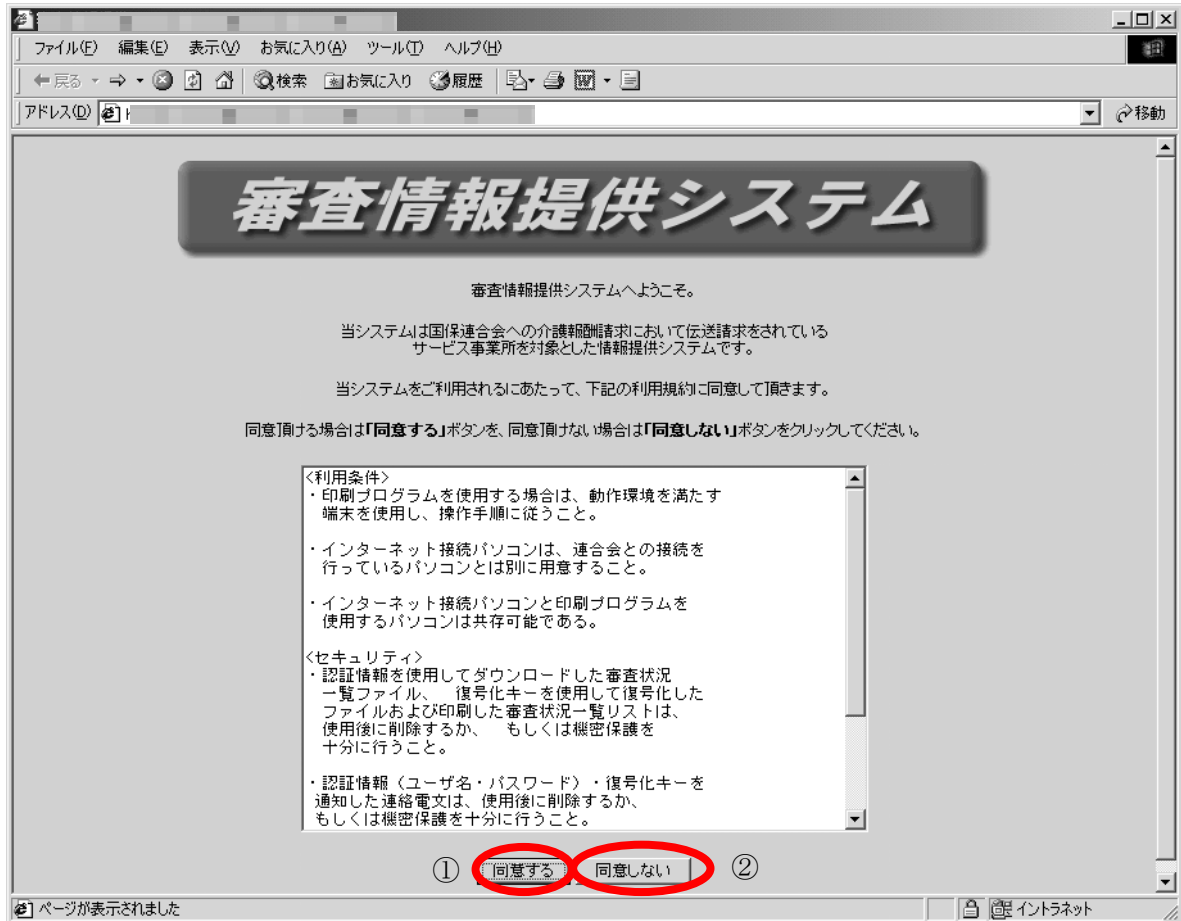 ファイル(F) 編集(E) 表示(V) お気に入り(A) ツール(T) ヘルプ(H)
戻る 検索 お気に入り 履歴
アドレス(D) 移動
審査情報提供システム
審査情報提供システムへようこそ。
当システムは国保連合会への介護報酬請求において伝送請求をされている
サービス事業所を対象とした情報提供システムです。
当システムをご利用されるにあたって、下記の利用規約に同意して頂きます。
同意頂ける場合は「同意する」ボタンを、同意頂けない場合は「同意しない」ボタンをクリックしてください。
<利用条件>
・印刷プログラムを使用する場合は、動作環境を満たす
端末を使用し、操作手順に従うこと。
・インターネット接続パソコンは、連合会との接続を
行っているパソコンとは別に用意すること。
・インターネット接続パソコンと印刷プログラムを
使用するパソコンは共存可能である。
<セキュリティ>
・認証情報を使用してダウンロードした審査状況
一覧ファイル、 復号化キーを使用して復号化した
ファイルおよび印刷した審査状況一覧リストは、
使用後に削除するか、 もしくは機密保護を
十分に行うこと。
・認証情報(ユーザ名・パスワード)・復号化キーを
通知した連絡電文は、使用後に削除するか、
もしくは機密保護を十分に行うこと。
① 同意する 同意しない ②
ページが表示されました イントラネット